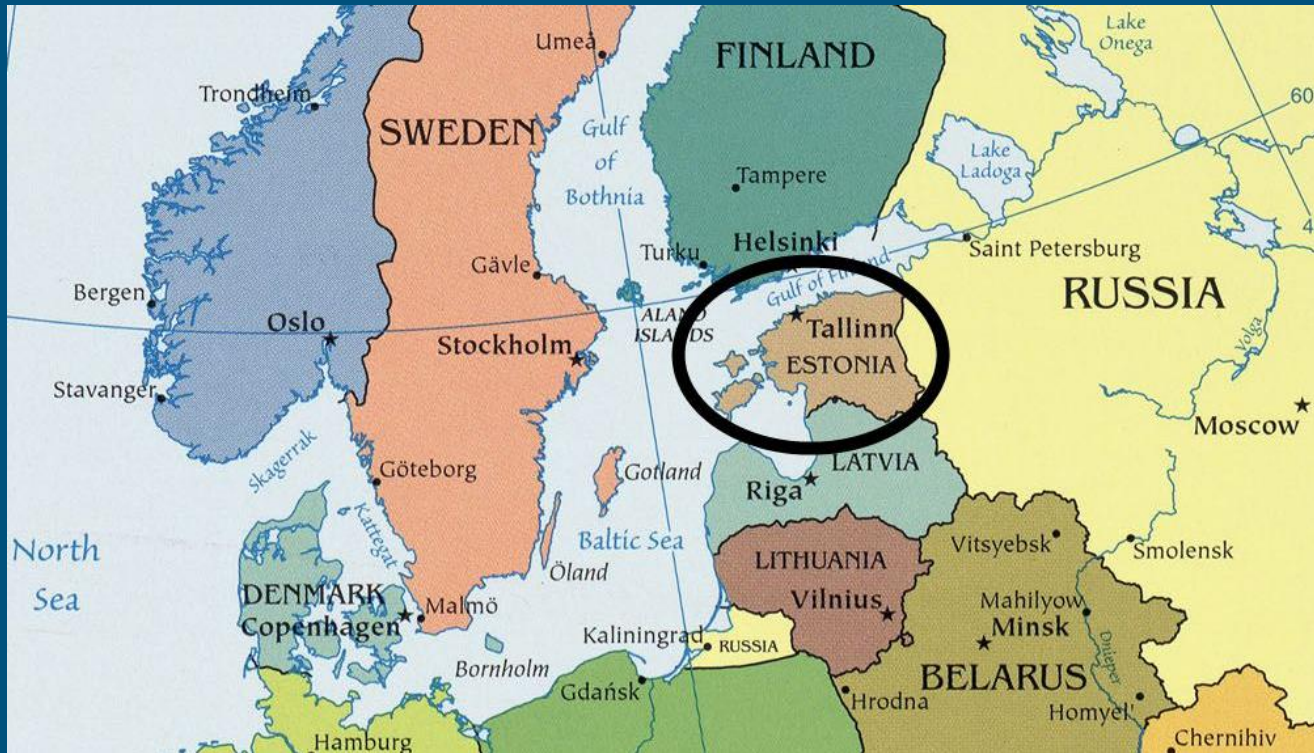 Umeå
FINLAND
Lake
Onega
Trondheim
SWEDEN
Gulf
of
Bothnia
60
Lake
Ladoga
Tampere
4
Turku
Helsinki
Saint Petersburg
Gävle
Gulf of Finland
Bergen
RUSSIA
Oslo
ALAND
ISLANDS
Tallinn
Stockholm
ESTONIA
Volga
Stavanger
Moscow
Skagerrak
Göteborg
Gotland
LATVIA
Riga
Kattegat
North
Sea
Baltic Sea
Vitsyebsk
Smolensk
Öland
LITHUANIA
DENMARK
Copenhagen
Malmö
Vilnius
Mahilyow
Minsk
Kaliningrad
RUSSIA
Dnieper
Bornholm
BELARUS
Gdańsk
Hrodna
Homyel'
Hamburg
Chernihiv